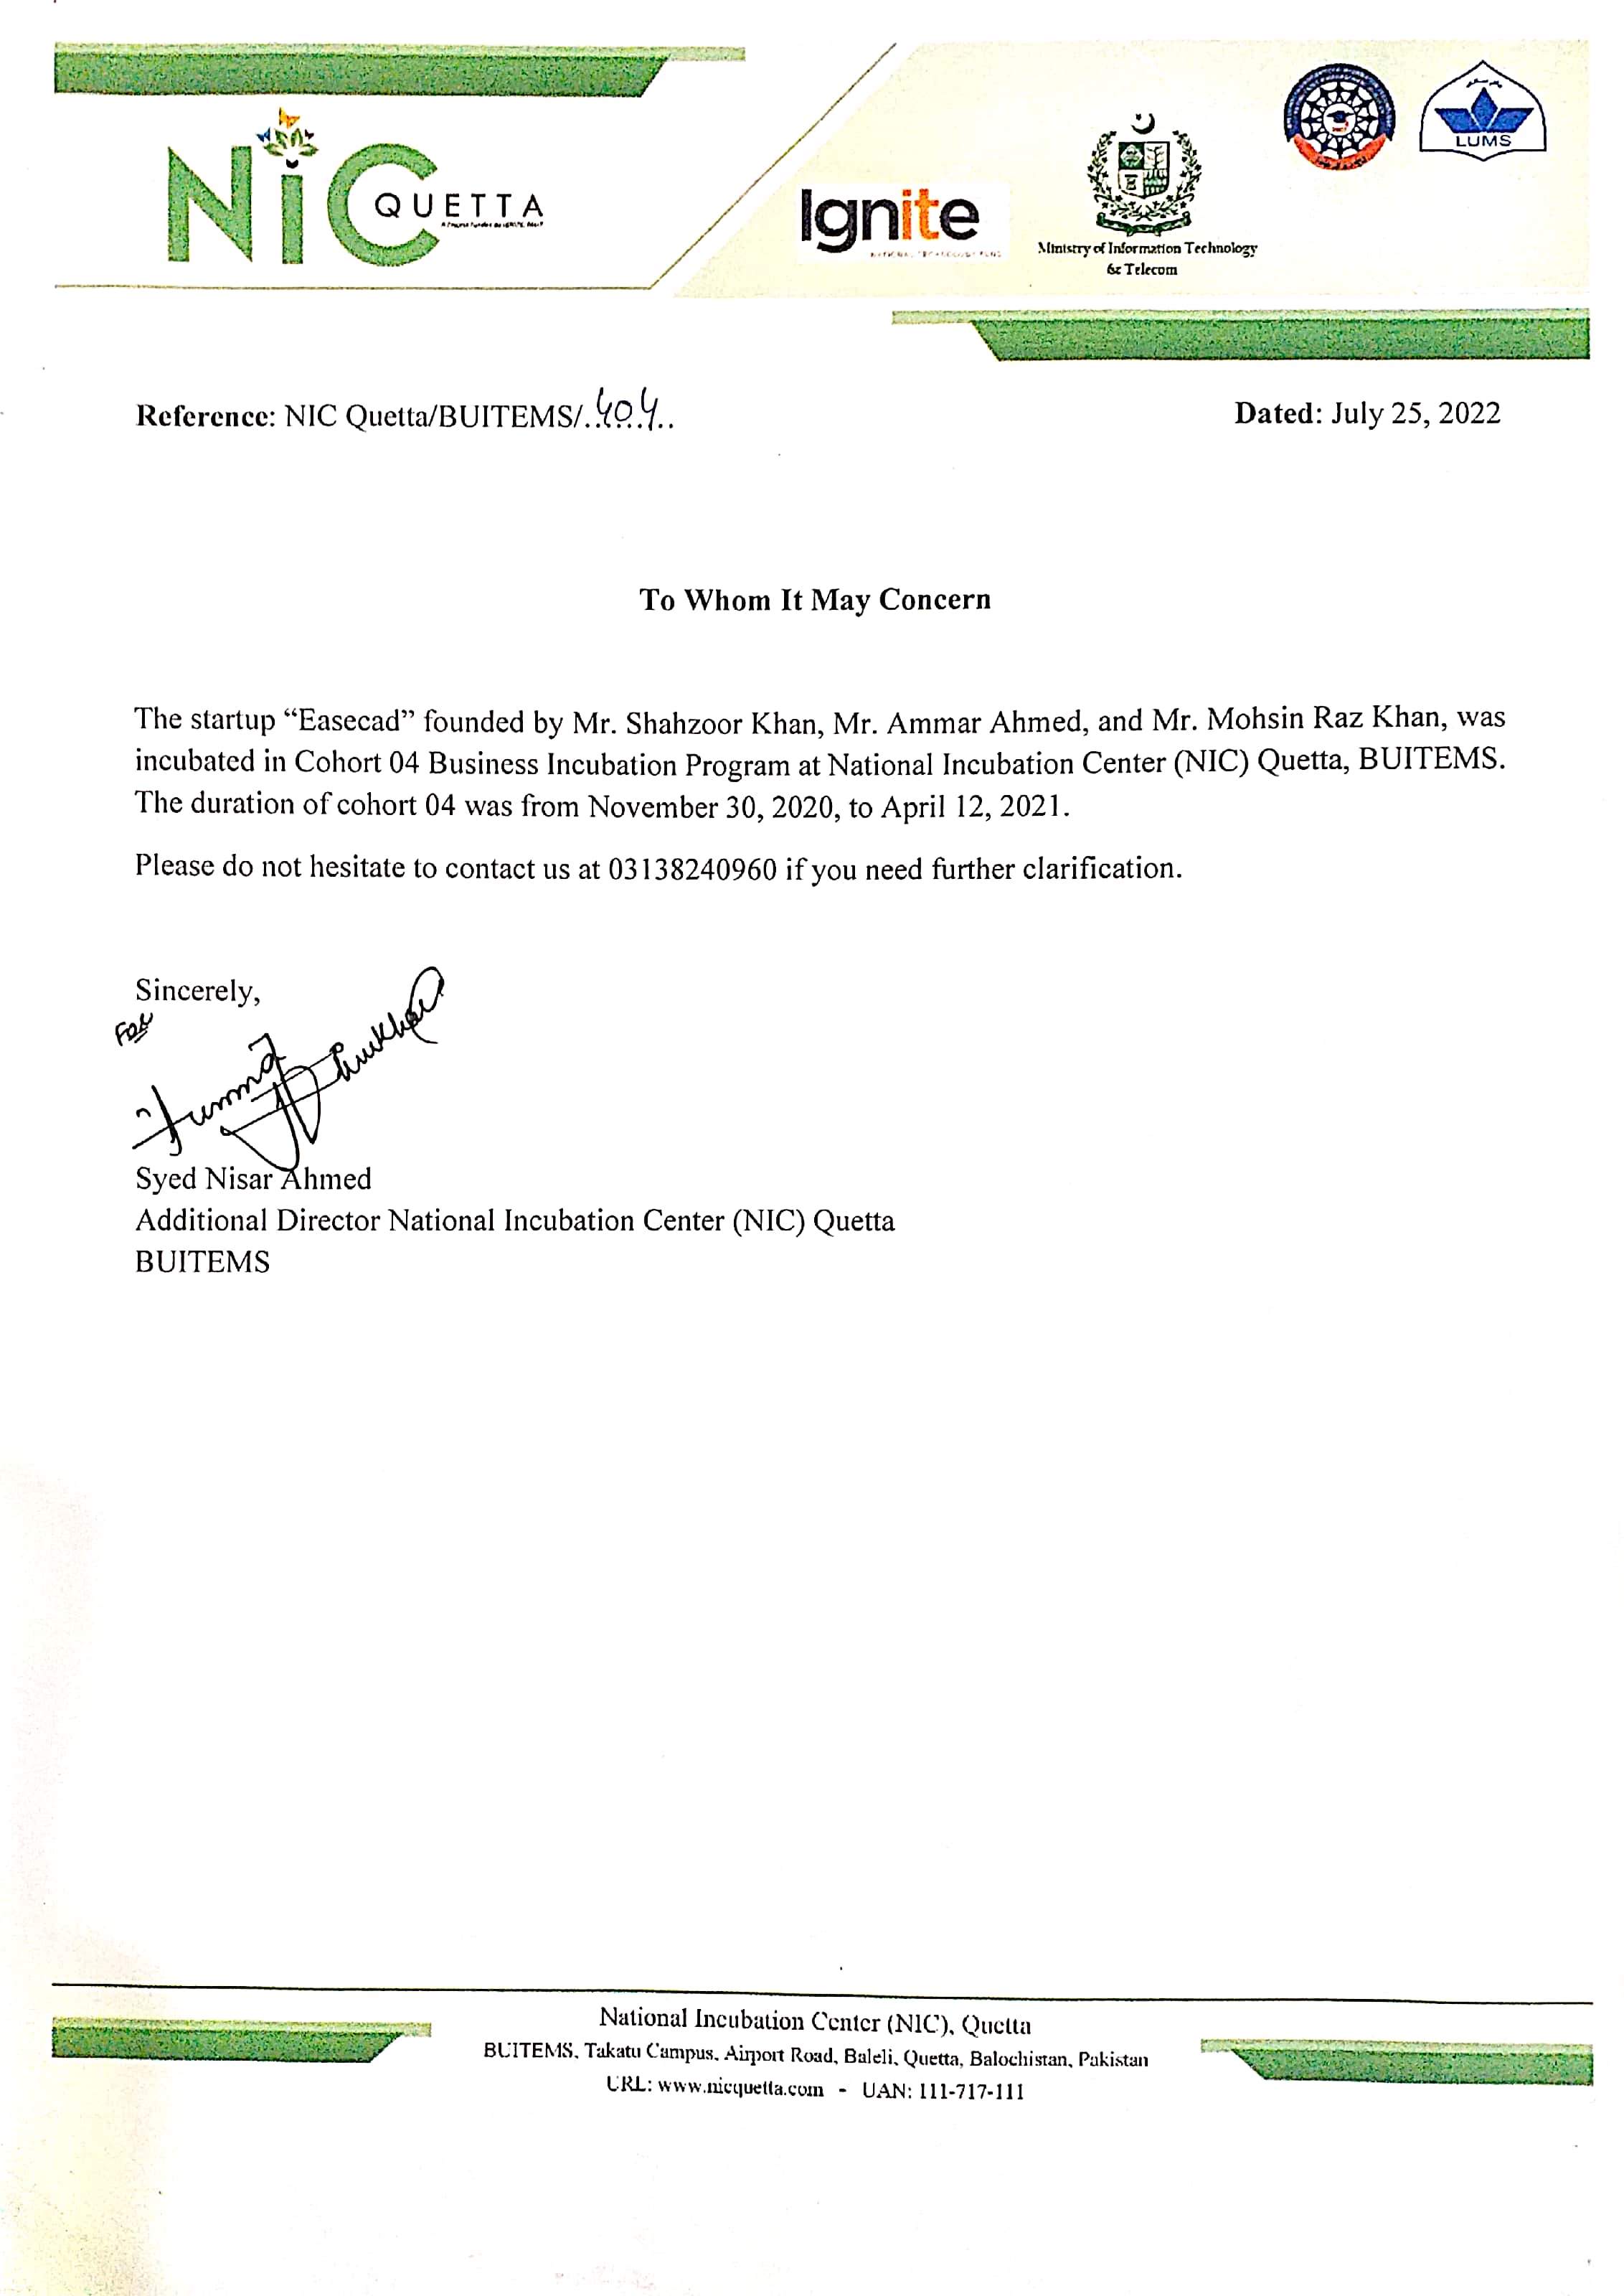 NiC QUETTA
Ignite
NATIONAL TECHNOLOGY FUND
Ministry of Information Technology
& Telecom
LUMS
Reference: NIC Quetta/BUITEMS/..404..
Dated: July 25, 2022
To Whom It May Concern
The startup “Easecad” founded by Mr. Shahzoor Khan, Mr. Ammar Ahmed, and Mr. Mohsin Raz Khan, was
incubated in Cohort 04 Business Incubation Program at National Incubation Center (NIC) Quetta, BUITEMS.
The duration of cohort 04 was from November 30, 2020, to April 12, 2021.
Please do not hesitate to contact us at 03138240960 if you need further clarification.
Sincerely,
For
Syed Nisar Ahmed
Additional Director National Incubation Center (NIC) Quetta
BUITEMS
National Incubation Center (NIC), Quetta
BUITEMS, Takatu Campus, Airport Road, Baleli, Quetta, Balochistan, Pakistan
URL: www.nicquetta.com - UAN: 111-717-111